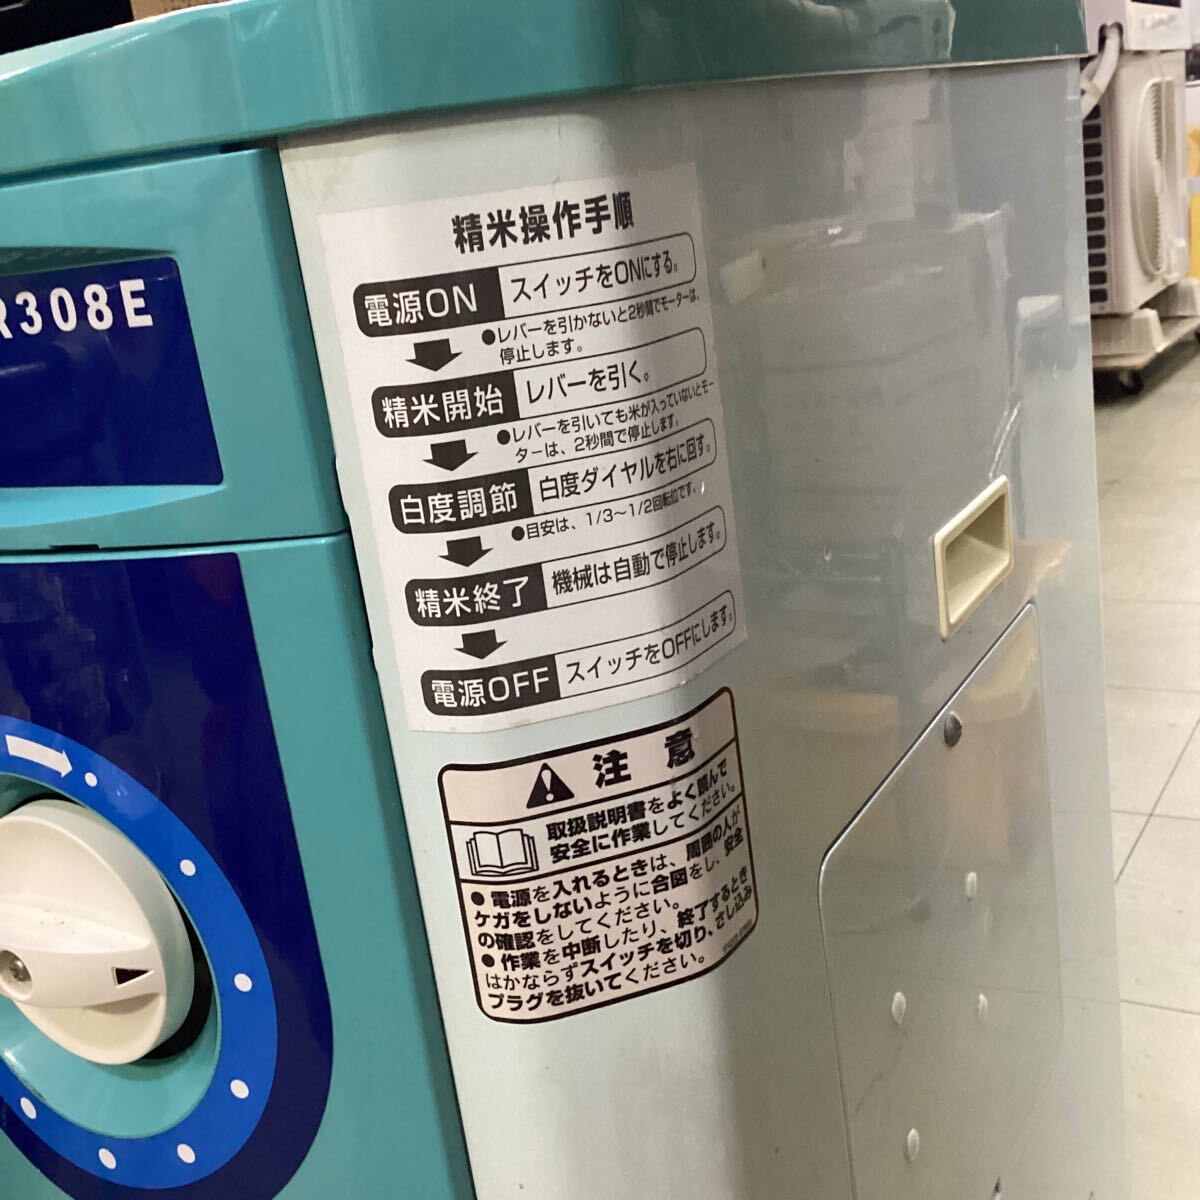 R308E
精米操作手順
電源ON スイッチをONにする。
●レバーを引かないと2秒間でモーターは、
停止します。
精米開始 レバーを引く。
●レバーを引いても米が入っていないとモー
ターは、2秒間で停止します。
白度調節 白度ダイヤルを右に回す。
●目安は、1/3～1/2回転位です。
精米終了 機械は自動で停止します。
電源OFF スイッチをOFFにします。
注意
取扱説明書をよく読んで
安全に作業してください。
●電源を入れるときは、周囲の人が
ケガをしないように合図をし、安全
の確認をしてください。
●作業を中断したり、終了するとき
はかならずスイッチを切り、さし込み
プラグを抜いてください。